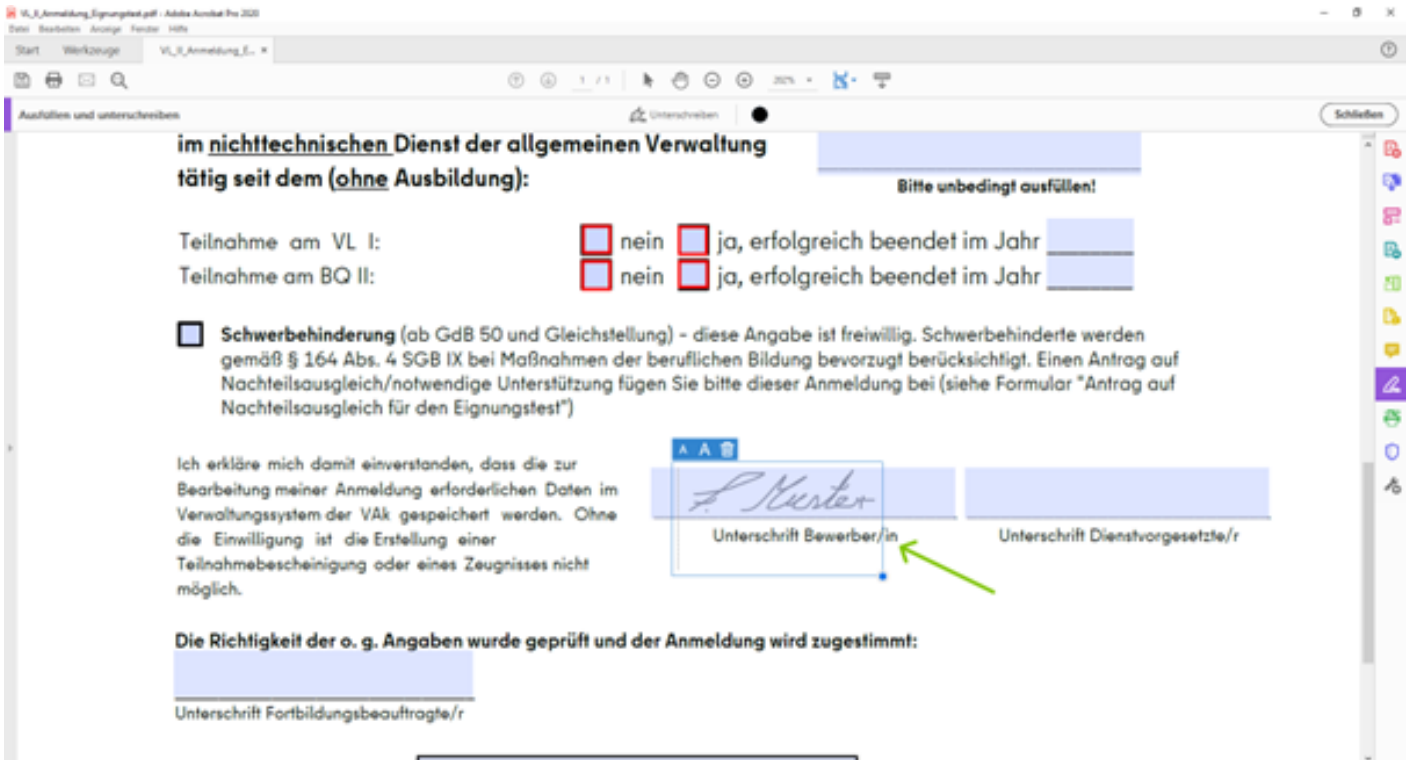 VL_II_Anmeldung_Eignungstest.pdf - Adobe Acrobat Pro 2020
Datei Bearbeiten Anzeige Fenster Hilfe
Start Werkzeuge VL_II_Anmeldung_E... ×
1 / 1
Ausfüllen und unterschreiben Unterschreiben Schließen
im nichttechnischen Dienst der allgemeinen Verwaltung
tätig seit dem (ohne Ausbildung):
Bitte unbedingt ausfüllen!
Teilnahme am VL I: nein ja, erfolgreich beendet im Jahr
Teilnahme am BQ II: nein ja, erfolgreich beendet im Jahr
Schwerbehinderung (ab GdB 50 und Gleichstellung) - diese Angabe ist freiwillig. Schwerbehinderte werden
gemäß § 164 Abs. 4 SGB IX bei Maßnahmen der beruflichen Bildung bevorzugt berücksichtigt. Einen Antrag auf
Nachteilsausgleich/notwendige Unterstützung fügen Sie bitte dieser Anmeldung bei (siehe Formular "Antrag auf
Nachteilsausgleich für den Eignungstest")
Ich erkläre mich damit einverstanden, dass die zur
Bearbeitung meiner Anmeldung erforderlichen Daten im
Verwaltungssystem der VAk gespeichert werden. Ohne
die Einwilligung ist die Erstellung einer
Teilnahmebescheinigung oder eines Zeugnisses nicht
möglich.
A A
F. Muster
Unterschrift Bewerber/in
Unterschrift Dienstvorgesetzte/r
Die Richtigkeit der o. g. Angaben wurde geprüft und der Anmeldung wird zugestimmt:
Unterschrift Fortbildungsbeauftragte/r